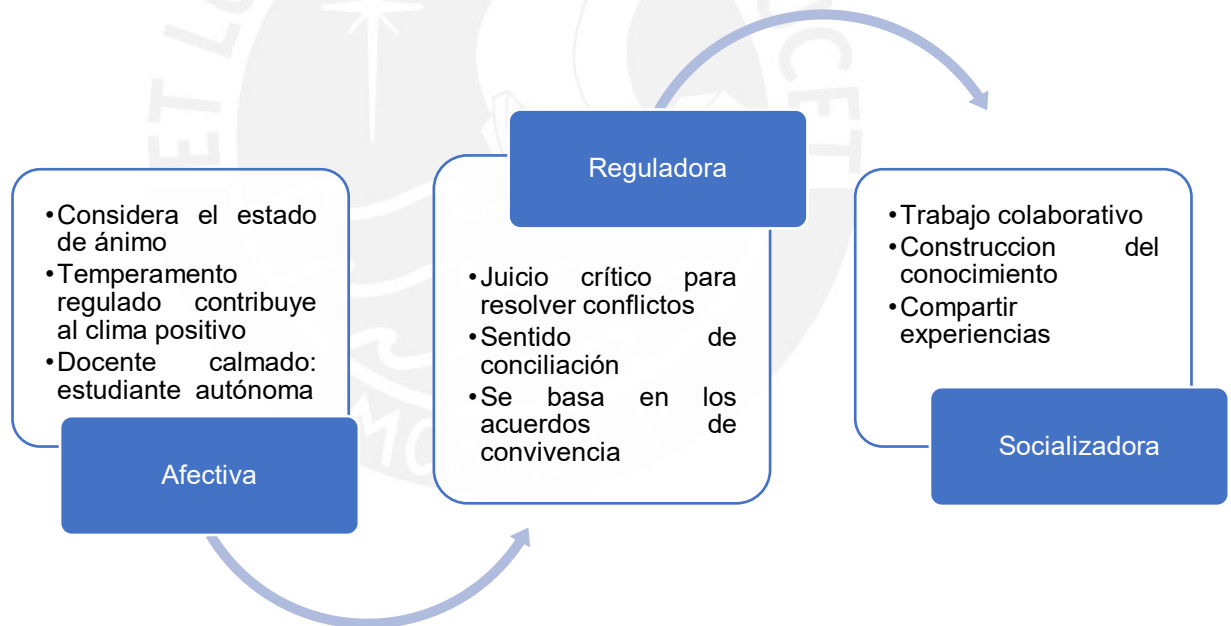 •Considera el estado
de ánimo
•Temperamento
regulado contribuye
al clima positivo
•Docente calmado:
estudiante autónoma
Afectiva
Reguladora
•Juicio crítico para
resolver conflictos
•Sentido de
conciliación
•Se basa en los
acuerdos de
convivencia
•Trabajo colaborativo
•Construccion del
conocimiento
•Compartir
experiencias
Socializadora